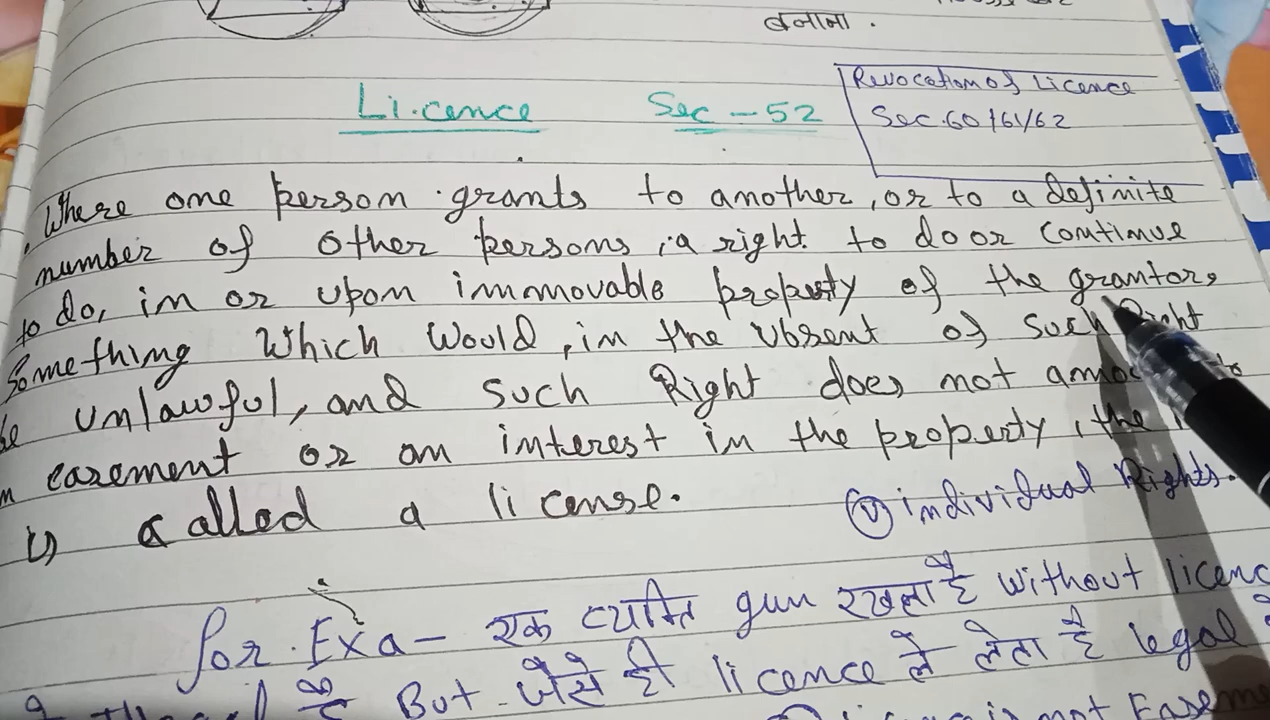 बनाना.
Licence Sec-52
Revocation of Licence
Sec.60/61/62
Where one person grants to another, or to a definite
number of other persons, a right to do or continue
to do, in or upon immovable property of the grantor,
Something Which Would, in the Absent of Such Right
be unlawful, and such Right does not
easement or an interest in the property, the
is called a license.
(v) individual Rights.
for Exa- एक व्यक्ति gun रखता है without
है But जैसे ही licence ले लेता है legal
not